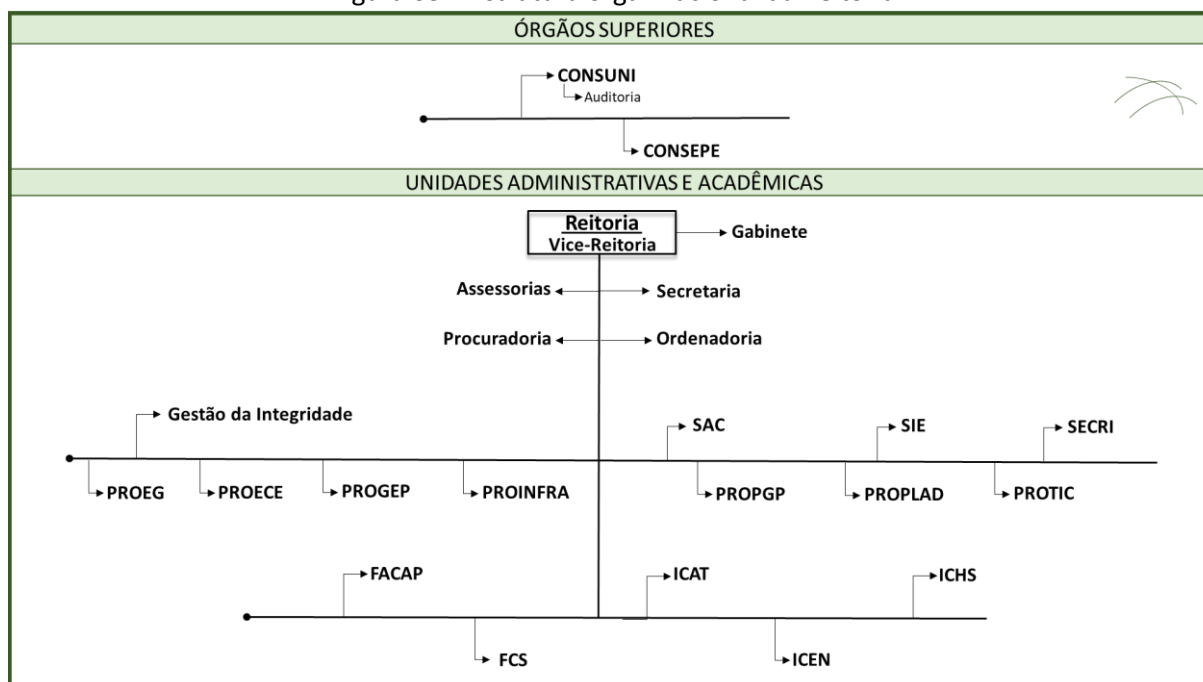 ÓRGÃOS SUPERIORES
CONSUNI
Auditoria
CONSEPE
UNIDADES ADMINISTRATIVAS E ACADÊMICAS
Reitoria
Vice-Reitoria
Gabinete
Assessorias
Secretaria
Procuradoria
Ordenadoria
Gestão da Integridade
SAC
SIE
SECRI
PROEG
PROECE
PROGEP
PROINFRA
PROPGP
PROPLAD
PROTIC
FACAP
ICAT
ICHS
FCS
ICEN